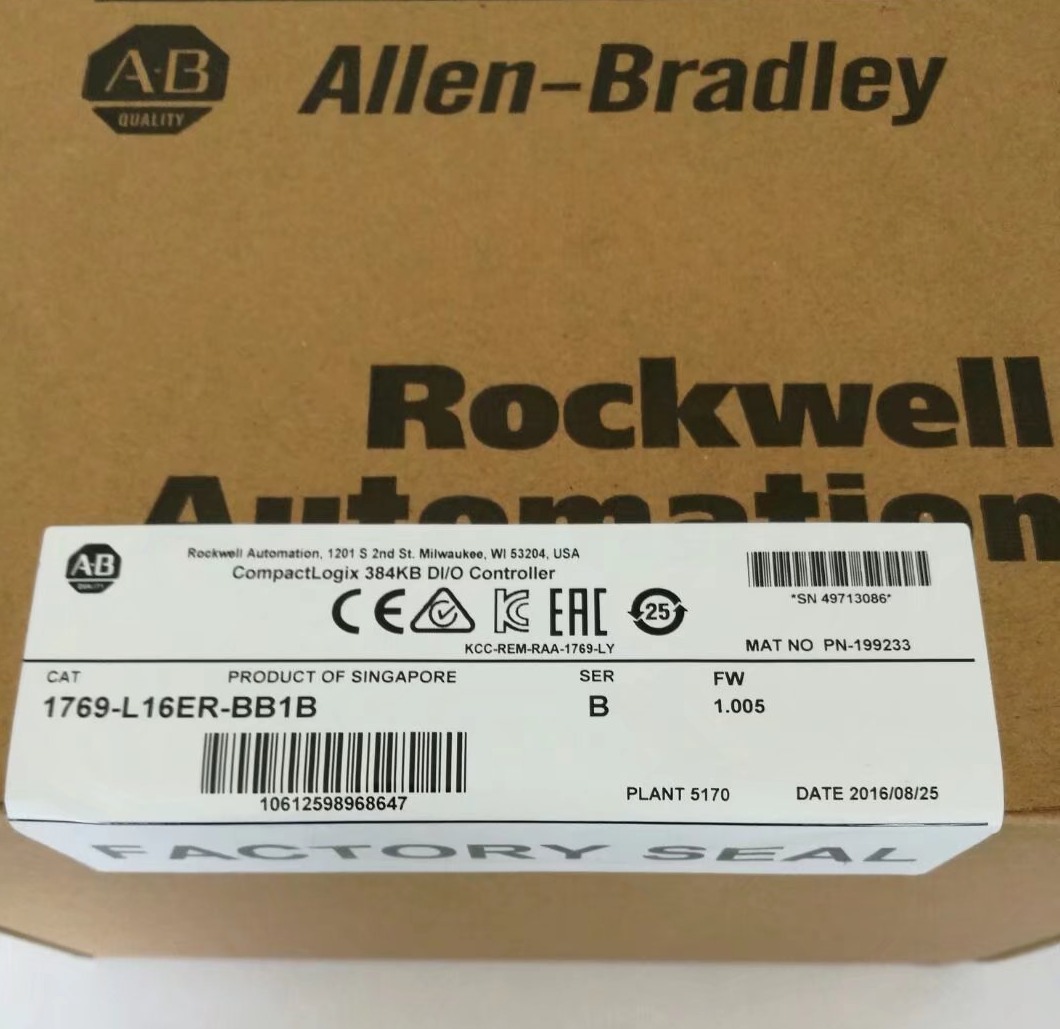 A·B
QUALITY
Allen-Bradley
Rockwell
Automation
A·B
QUALITY
Rockwell Automation, 1201 S 2nd St. Milwaukee, WI 53204, USA
CompactLogix 384KB DI/O Controller
*SN 49713086*
CE
EAC
25
KCC-REM-RAA-1769-LY
MAT NO PN-199233
CAT PRODUCT OF SINGAPORE SER FW
1769-L16ER-BB1B B 1.005
10612598968647
PLANT 5170 DATE 2016/08/25
FACTORY SEAL